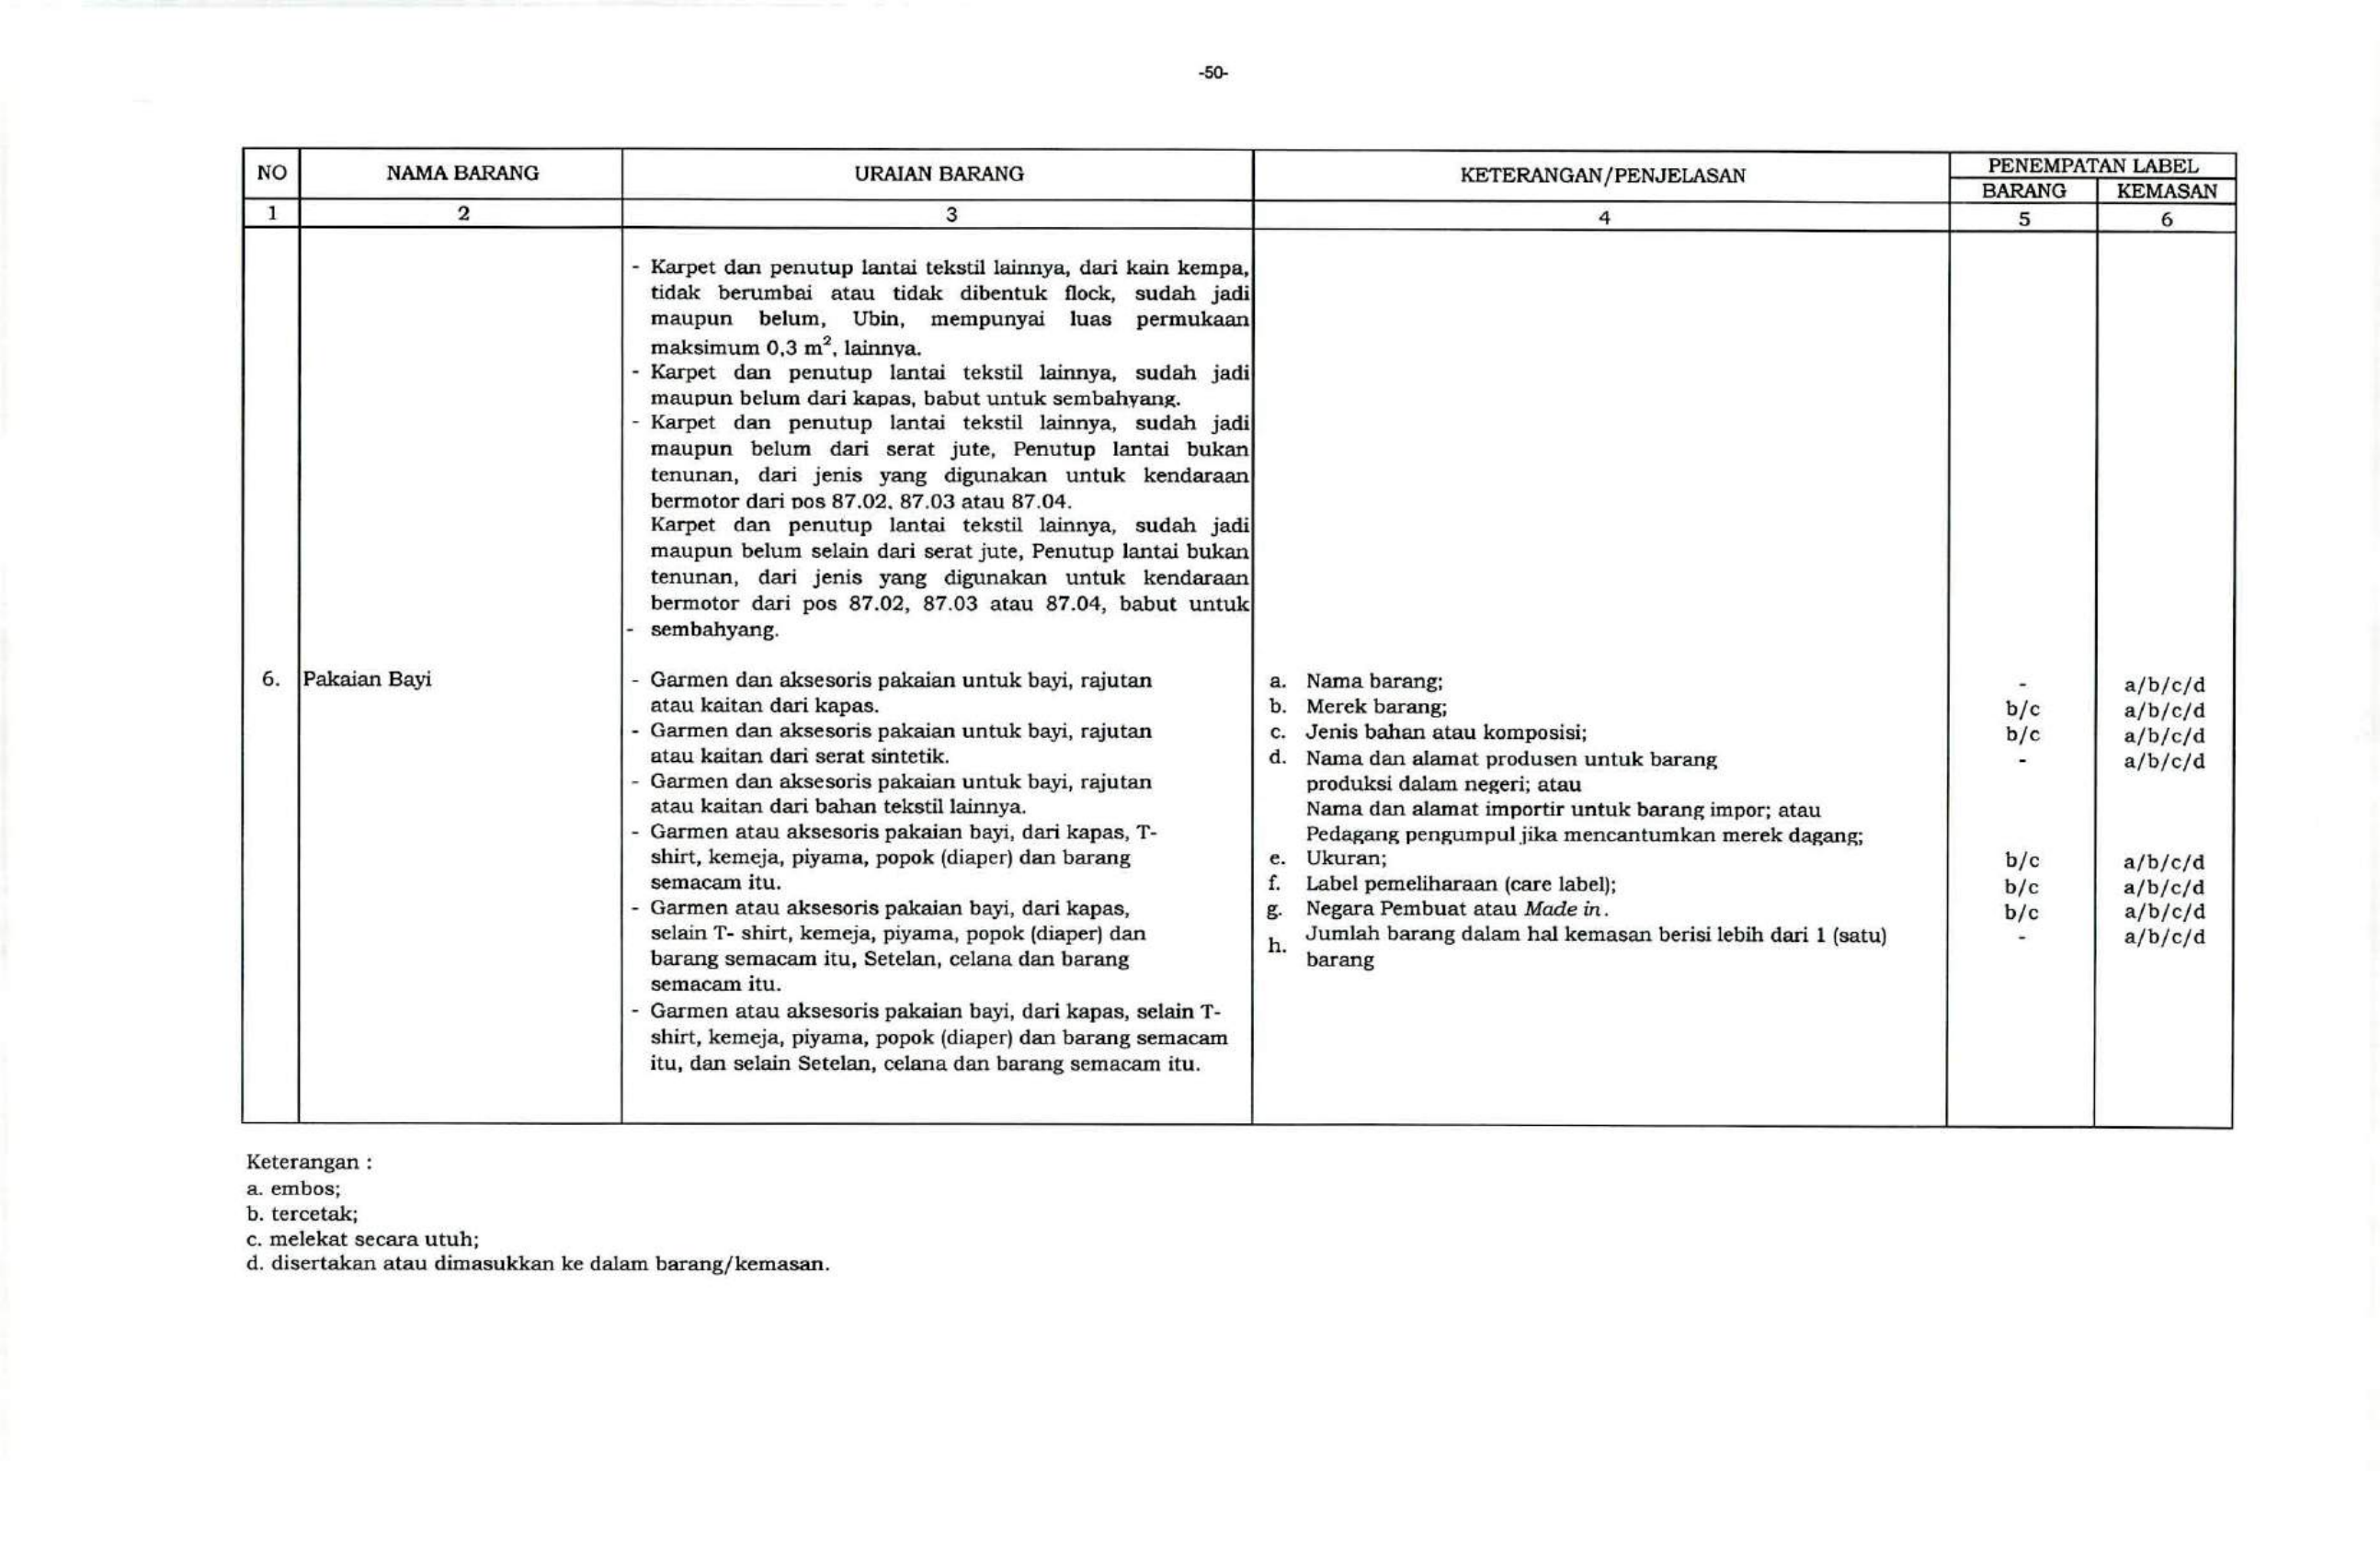 -50-
NO NAMA BARANG URAIAN BARANG KETERANGAN/PENJELASAN PENEMPATAN LABEL
BARANG KEMASAN
1 2 3 4 5 6
- Karpet dan penutup lantai tekstil lainnya, dari kain kempa,
tidak berumbai atau tidak dibentuk flock, sudah jadi
maupun belum, Ubin, mempunyai luas permukaan
maksimum 0,3 m², lainnya.
- Karpet dan penutup lantai tekstil lainnya, sudah jadi
maupun belum dari kapas, babut untuk sembahyang.
- Karpet dan penutup lantai tekstil lainnya, sudah jadi
maupun belum dari serat jute, Penutup lantai bukan
tenunan, dari jenis yang digunakan untuk kendaraan
bermotor dari pos 87.02, 87.03 atau 87.04.
Karpet dan penutup lantai tekstil lainnya, sudah jadi
maupun belum selain dari serat jute, Penutup lantai bukan
tenunan, dari jenis yang digunakan untuk kendaraan
bermotor dari pos 87.02, 87.03 atau 87.04, babut untuk
- sembahyang.
6. Pakaian Bayi
- Garmen dan aksesoris pakaian untuk bayi, rajutan
atau kaitan dari kapas.
- Garmen dan aksesoris pakaian untuk bayi, rajutan
atau kaitan dari serat sintetik.
- Garmen dan aksesoris pakaian untuk bayi, rajutan
atau kaitan dari bahan tekstil lainnya.
- Garmen atau aksesoris pakaian bayi, dari kapas, T-
shirt, kemeja, piyama, popok (diaper) dan barang
semacam itu.
- Garmen atau aksesoris pakaian bayi, dari kapas,
selain T- shirt, kemeja, piyama, popok (diaper) dan
barang semacam itu, Setelan, celana dan barang
semacam itu.
- Garmen atau aksesoris pakaian bayi, dari kapas, selain T-
shirt, kemeja, piyama, popok (diaper) dan barang semacam
itu, dan selain Setelan, celana dan barang semacam itu.
a. Nama barang; - a/b/c/d
b. Merek barang; b/c a/b/c/d
c. Jenis bahan atau komposisi; b/c a/b/c/d
d. Nama dan alamat produsen untuk barang - a/b/c/d
produksi dalam negeri; atau
Nama dan alamat importir untuk barang impor; atau
Pedagang pengumpul jika mencantumkan merek dagang;
e. Ukuran; b/c a/b/c/d
f. Label pemeliharaan (care label); b/c a/b/c/d
g. Negara Pembuat atau Made in. b/c a/b/c/d
h. Jumlah barang dalam hal kemasan berisi lebih dari 1 (satu) - a/b/c/d
barang
Keterangan :
a. embos;
b. tercetak;
c. melekat secara utuh;
d. disertakan atau dimasukkan ke dalam barang/kemasan.